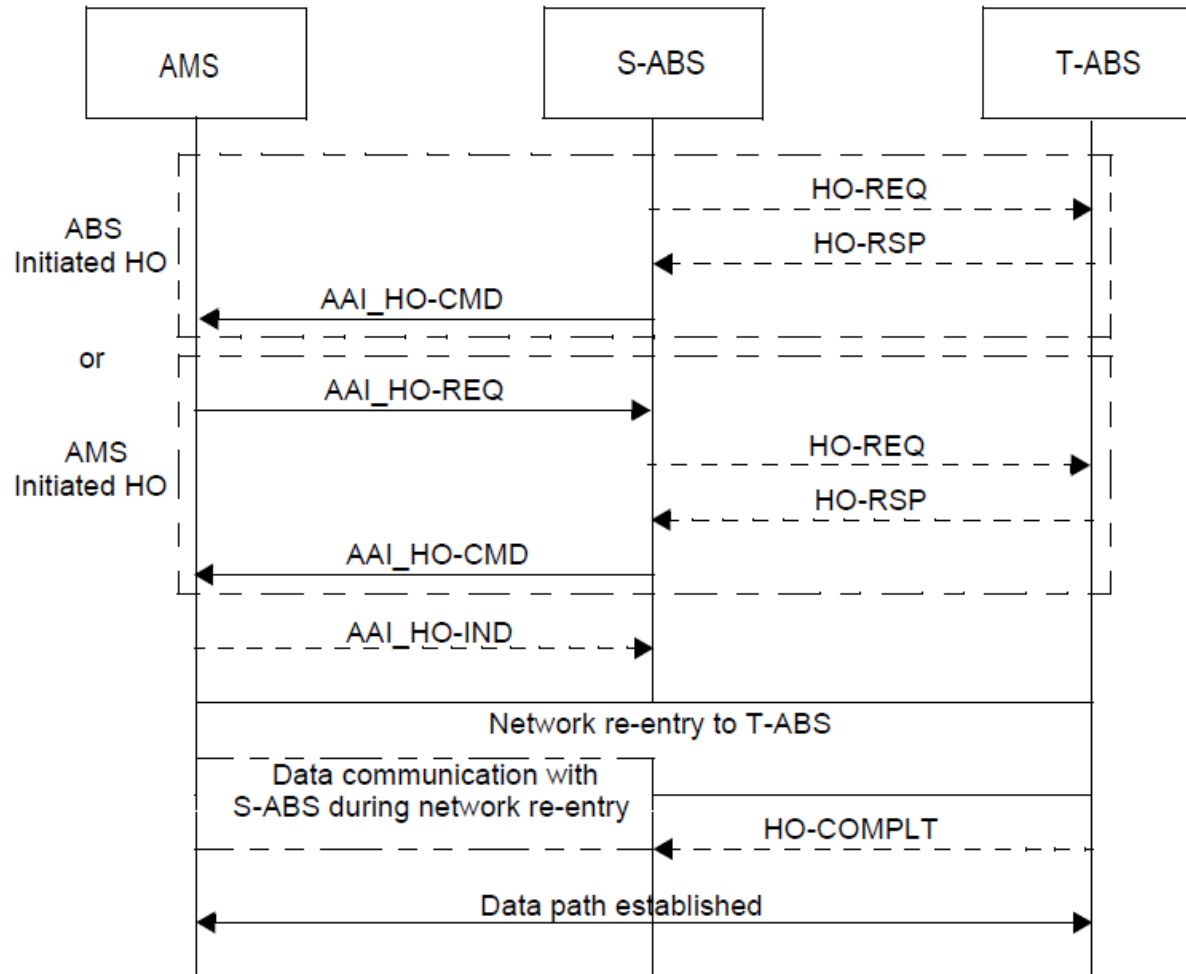 AMS
S-ABS
T-ABS
HO-REQ
ABS
Initiated HO
HO-RSP
AAI_HO-CMD
or
AAI_HO-REQ
AMS
Initiated HO
HO-REQ
HO-RSP
AAI_HO-CMD
AAI_HO-IND
Network re-entry to T-ABS
Data communication with
S-ABS during network re-entry
HO-COMPLT
Data path established